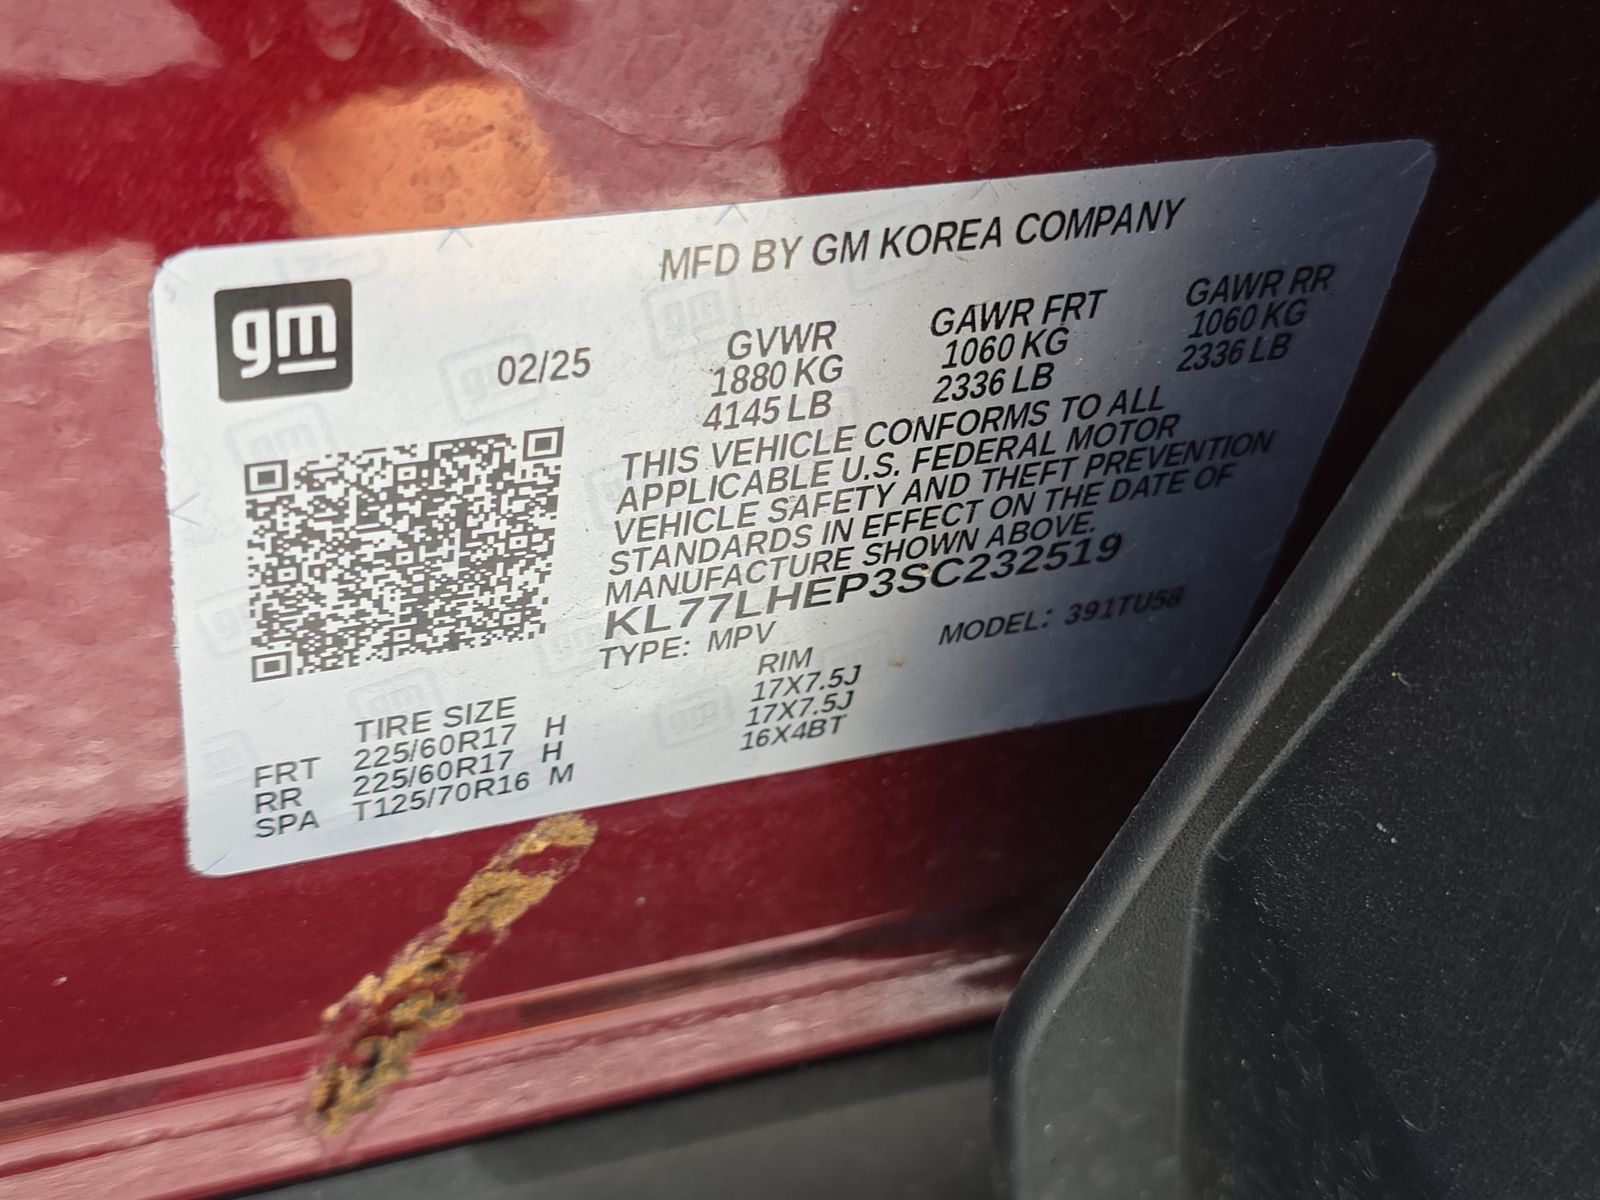 MFD BY GM KOREA COMPANY
gm
02/25
GVWR GAWR FRT GAWR RR
1880 KG 1060 KG 1060 KG
4145 LB 2336 LB 2336 LB
THIS VEHICLE CONFORMS TO ALL
APPLICABLE U.S. FEDERAL MOTOR
VEHICLE SAFETY AND THEFT PREVENTION
STANDARDS IN EFFECT ON THE DATE OF
MANUFACTURE SHOWN ABOVE.
KL77LHEP3SC232519
TYPE: MPV MODEL: 391TU58
TIRE SIZE RIM
FRT 225/60R17 H 17X7.5J
RR 225/60R17 H 17X7.5J
SPA T125/70R16 M 16X4BT